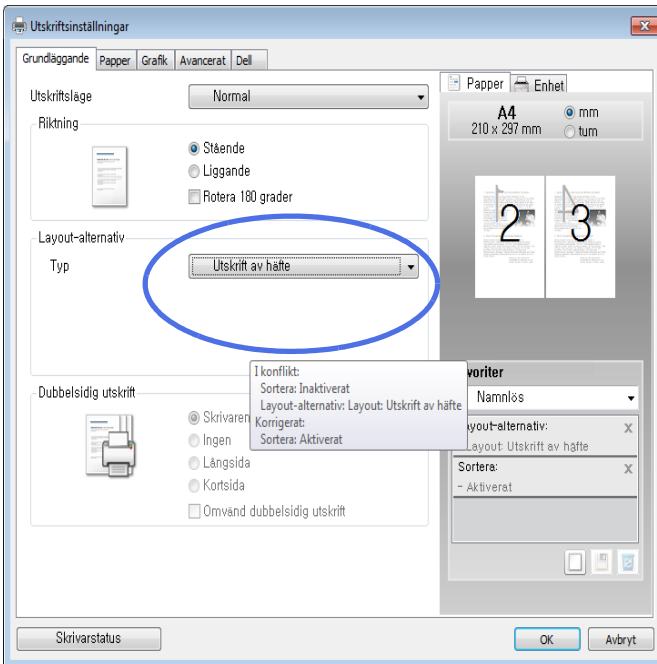 Utskriftsinställningar
Grundläggande Papper Grafik Avancerat Dell
Utskriftsläge Normal
Riktning
Stående
Liggande
Rotera 180 grader
Layout-alternativ
Typ Utskrift av häfte
I konflikt:
Sortera: Inaktiverat
Layout-alternativ: Layout: Utskrift av häfte
Korrigerat:
Sortera: Aktiverat
Dubbelsidig utskrift
Skrivaren
Ingen
Långsida
Kortsida
Omvänd dubbelsidig utskrift
Papper Enhet
A4
210 x 297 mm
mm
tum
2 3
voriter
Namnlös
ayout-alternativ: X
Layout: Utskrift av häfte
Sortera: X
- Aktiverat
Skrivarstatus OK Avbryt